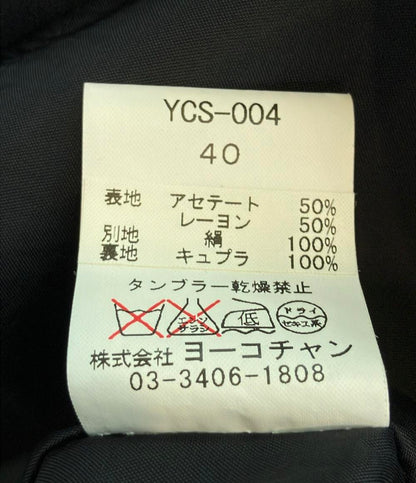 YCS-004
40
表地 アセテート 50%
レーヨン 50%
別地 絹 100%
裏地 キュプラ 100%
タンブラー乾燥禁止
エンソ サラシ 低 ドライ セキユ系
株式会社 ヨーコチャン
03-3406-1808